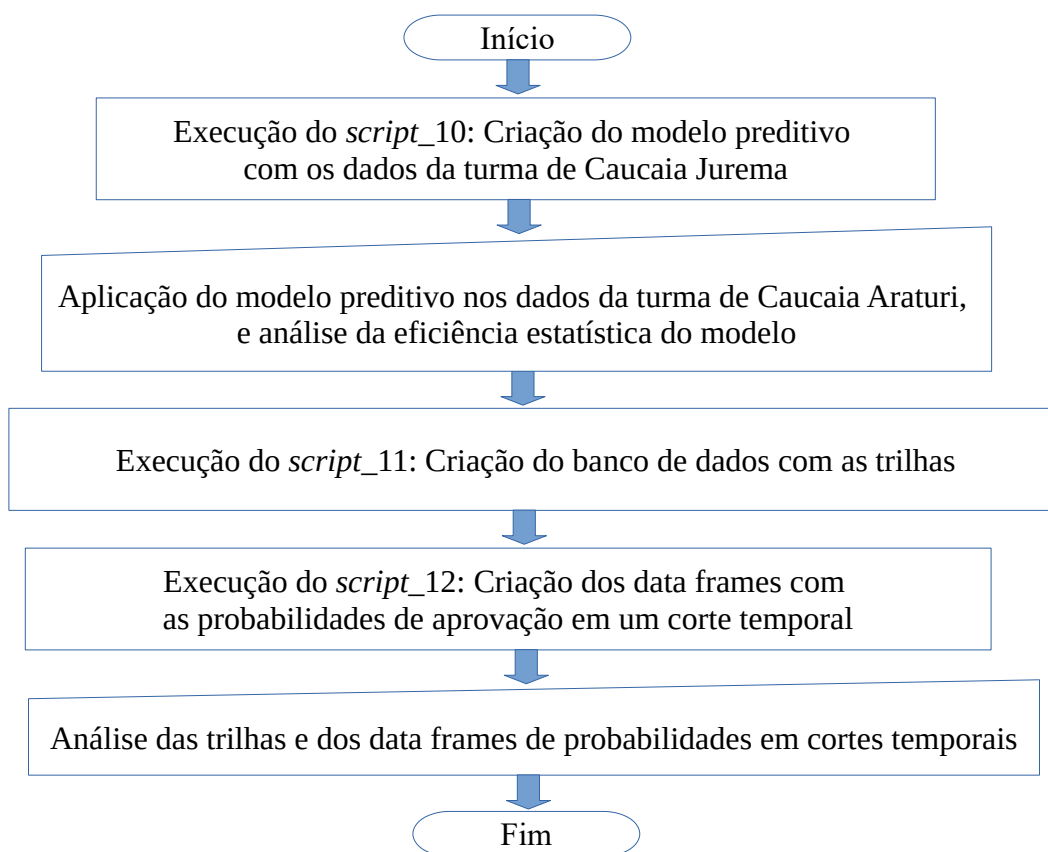 Início
Execução do script_10: Criação do modelo preditivo
com os dados da turma de Caucaia Jurema
Aplicação do modelo preditivo nos dados da turma de Caucaia Araturi,
e análise da eficiência estatística do modelo
Execução do script_11: Criação do banco de dados com as trilhas
Execução do script_12: Criação dos data frames com
as probabilidades de aprovação em um corte temporal
Análise das trilhas e dos data frames de probabilidades em cortes temporais
Fim